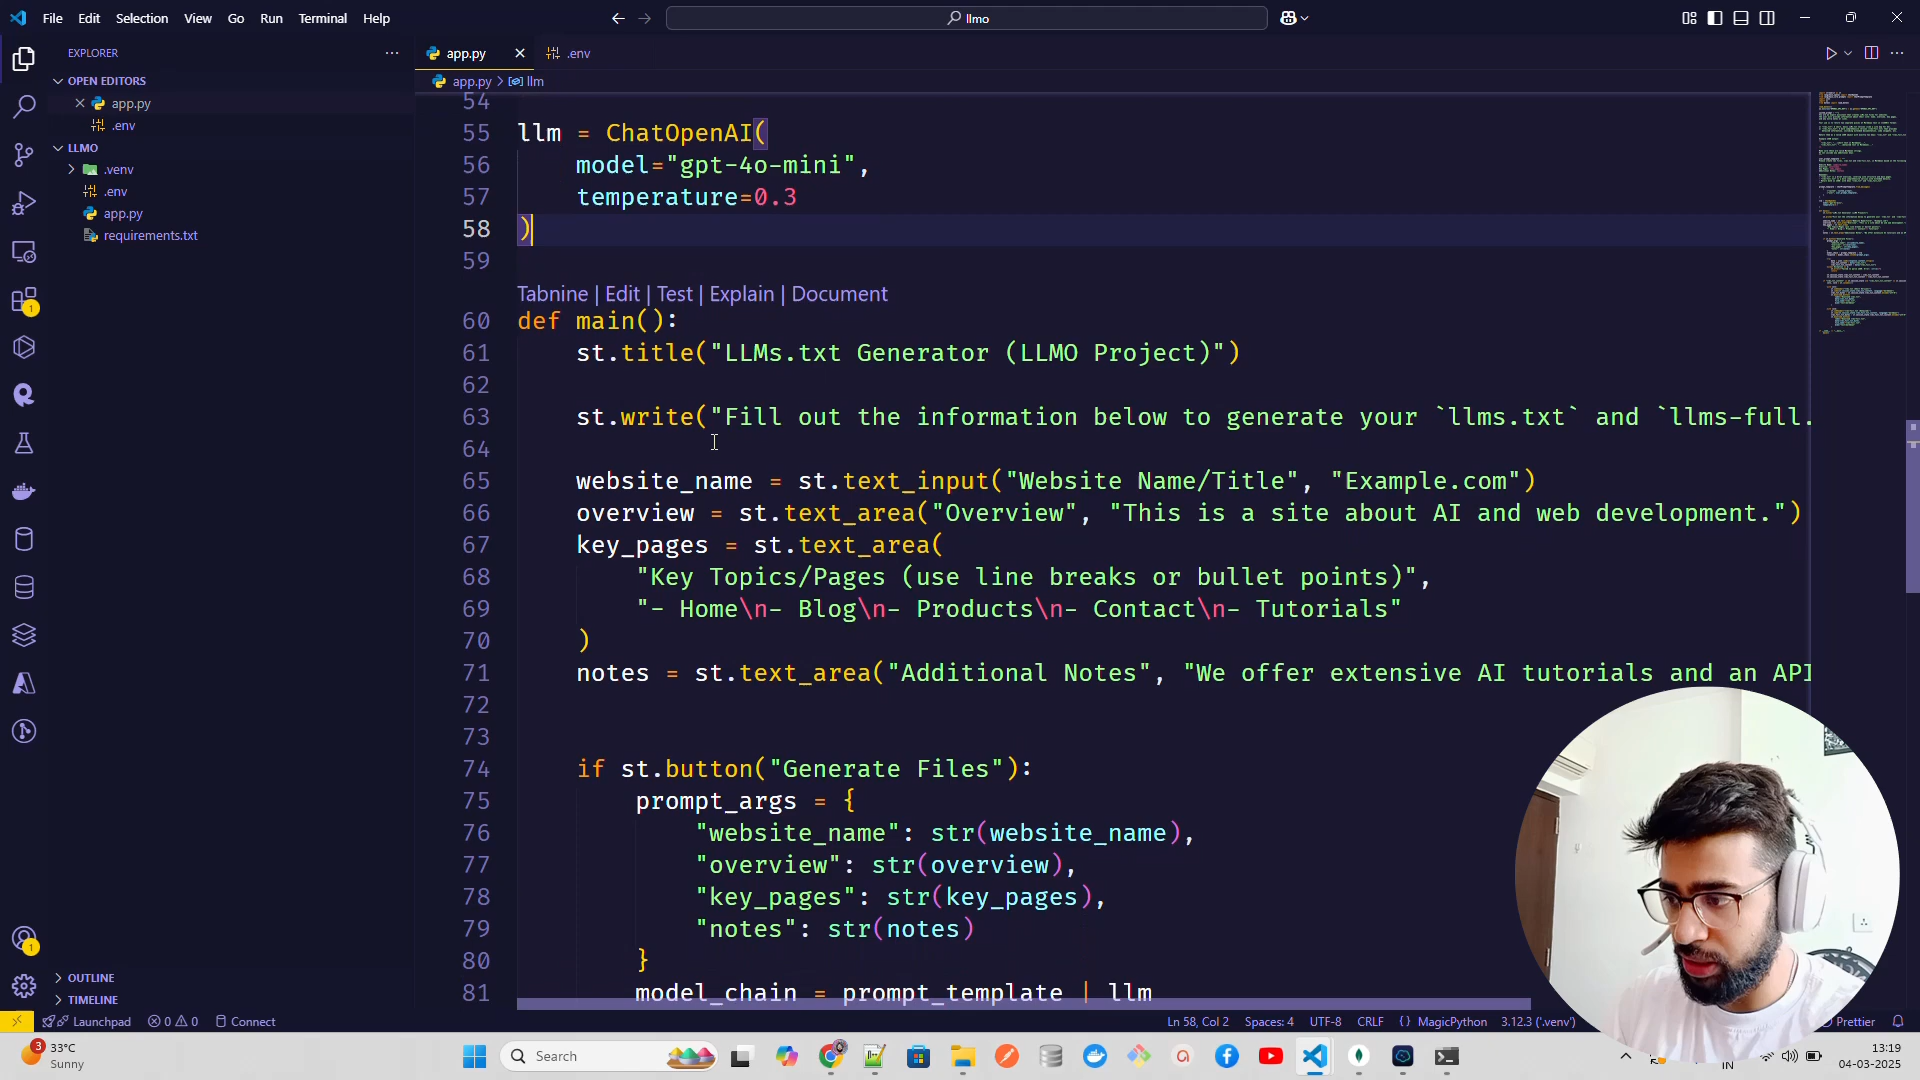 File Edit Selection View Go Run Terminal Help
llmo
EXPLORER
OPEN EDITORS
app.py
.env
LLMO
.venv
.env
app.py
requirements.txt
OUTLINE
TIMELINE
app.py
.env
app.py > llm
54
55 llm = ChatOpenAI(
56 model="gpt-4o-mini",
57 temperature=0.3
58 )
59
Tabnine | Edit | Test | Explain | Document
60 def main():
61 st.title("LLMs.txt Generator (LLMO Project)")
62
63 st.write("Fill out the information below to generate your `llms.txt` and `llms-full.
64
65 website_name = st.text_input("Website Name/Title", "Example.com")
66 overview = st.text_area("Overview", "This is a site about AI and web development.")
67 key_pages = st.text_area(
68 "Key Topics/Pages (use line breaks or bullet points)",
69 "- Home\n- Blog\n- Products\n- Contact\n- Tutorials"
70 )
71 notes = st.text_area("Additional Notes", "We offer extensive AI tutorials and an API
72
73
74 if st.button("Generate Files"):
75 prompt_args = {
76 "website_name": str(website_name),
77 "overview": str(overview),
78 "key_pages": str(key_pages),
79 "notes": str(notes)
80 }
81 model_chain = prompt_template | llm
Launchpad 0 0 Connect
Ln 58, Col 2 Spaces: 4 UTF-8 CRLF { } MagicPython 3.12.3 ('.venv') Prettier
3
33°C
Sunny
Search
IN
13:19
04-03-2025